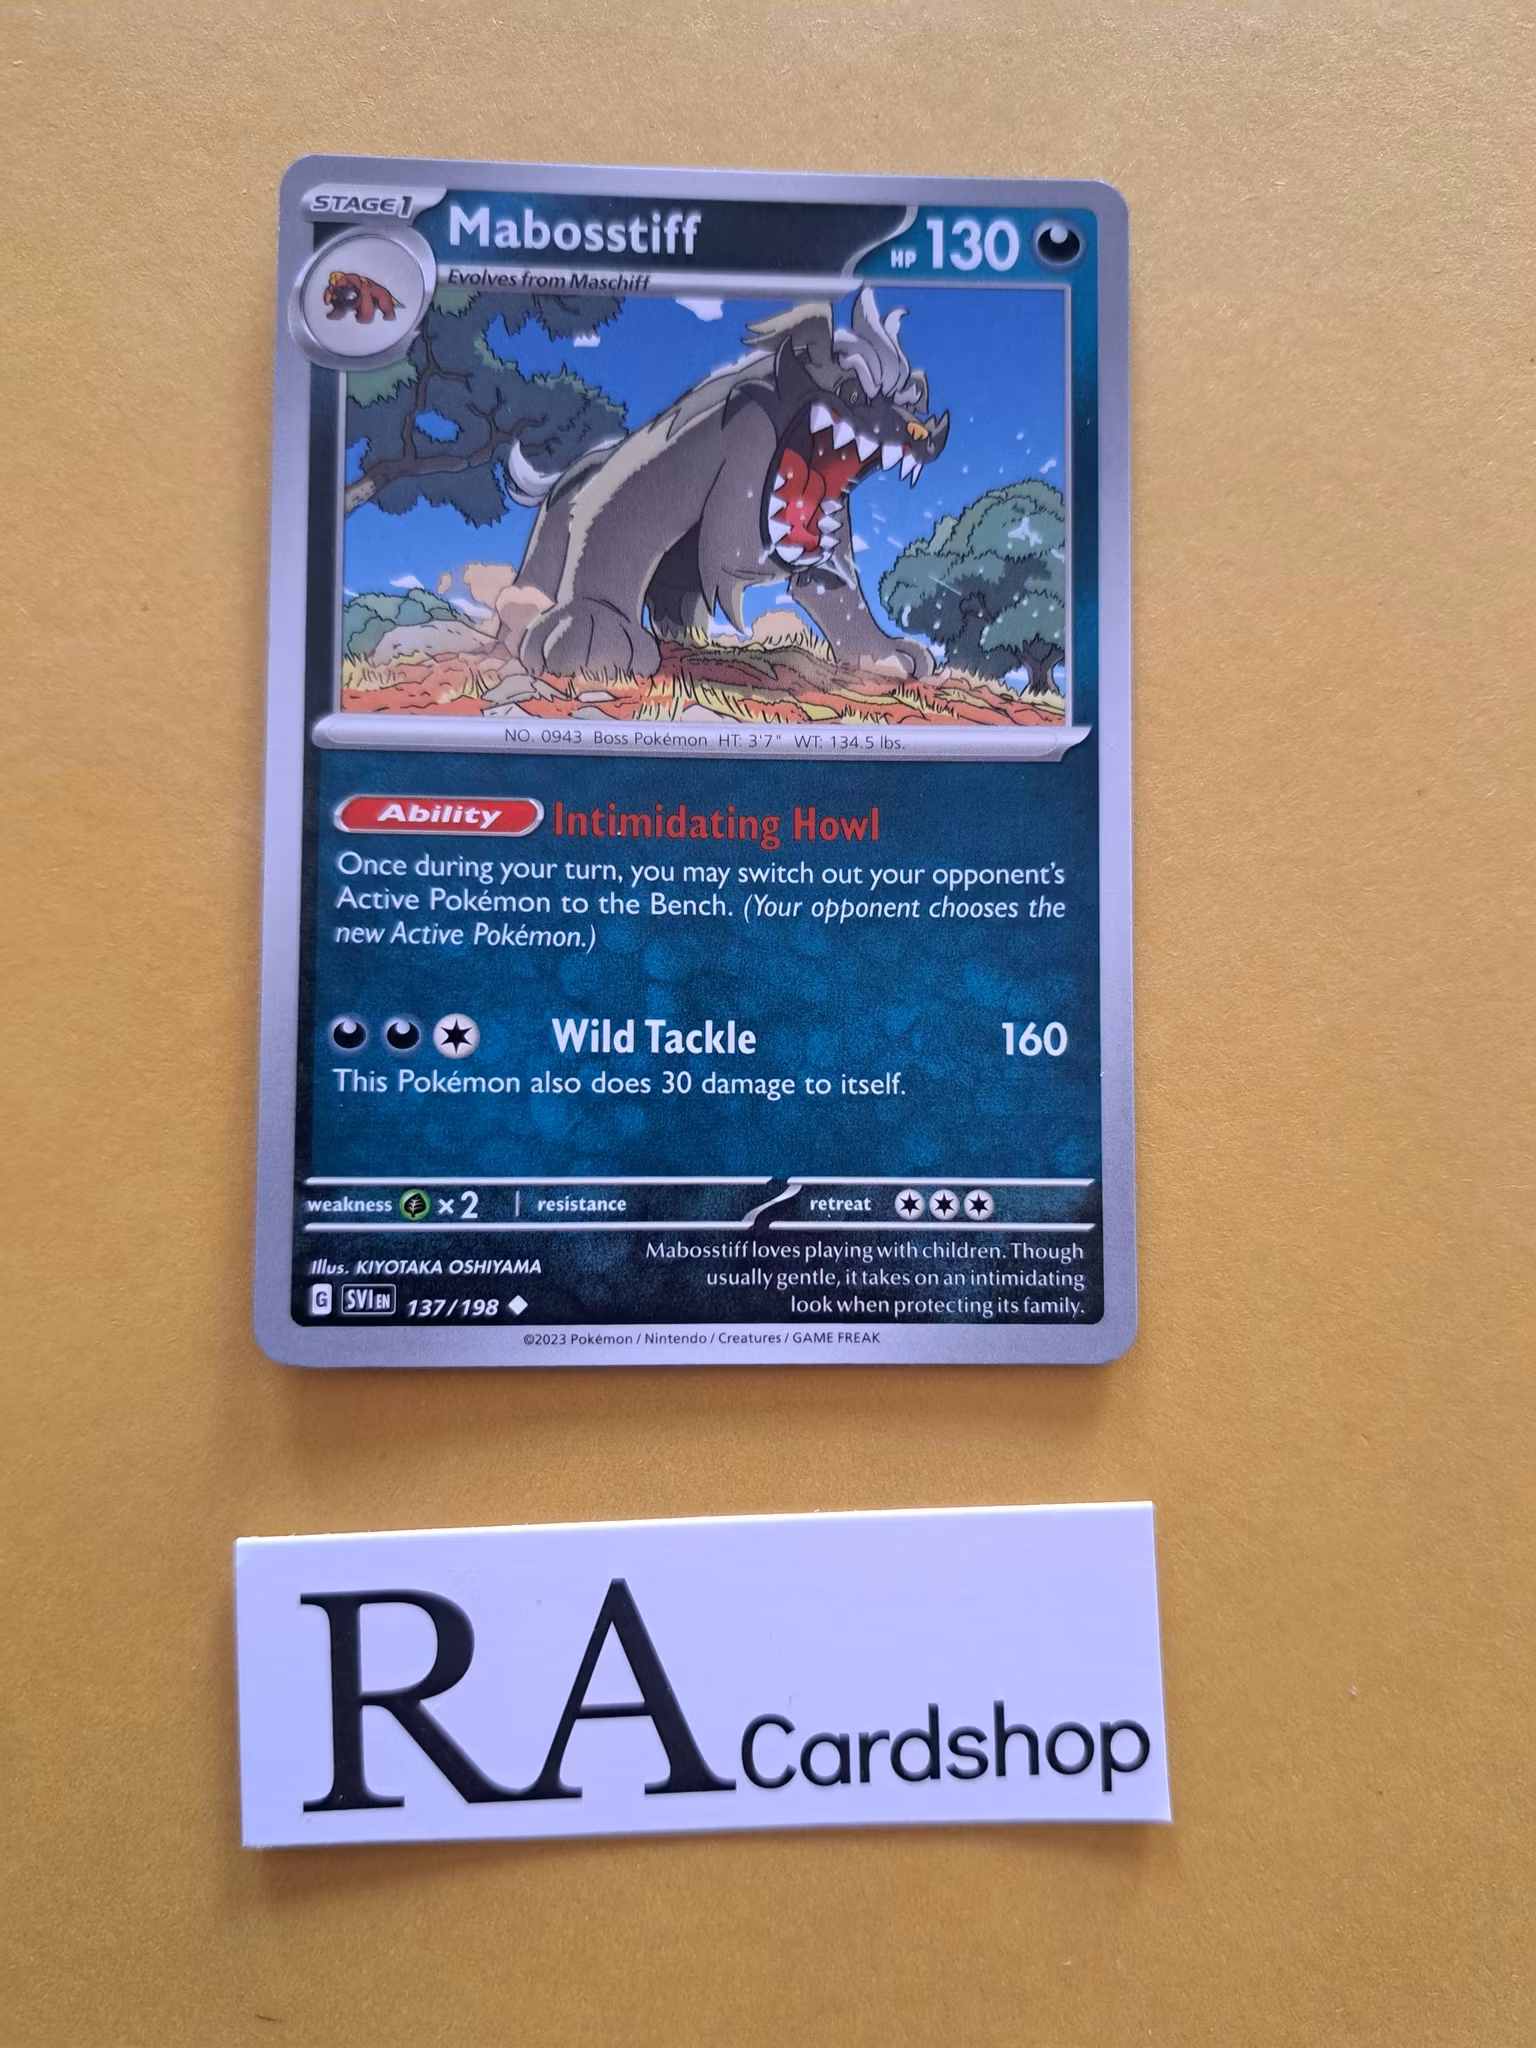 STAGE 1
Mabosstiff
HP 130
Evolves from Maschiff
NO. 0943 Boss Pokémon HT: 3'7" WT: 134.5 lbs.
Ability Intimidating Howl
Once during your turn, you may switch out your opponent's
Active Pokémon to the Bench. (Your opponent chooses the
new Active Pokémon.)
Wild Tackle 160
This Pokémon also does 30 damage to itself.
weakness ×2 resistance retreat
Illus. KIYOTAKA OSHIYAMA
G SVI EN 137/198
Mabosstiff loves playing with children. Though
usually gentle, it takes on an intimidating
look when protecting its family.
©2023 Pokémon / Nintendo / Creatures / GAME FREAK
RA Cardshop